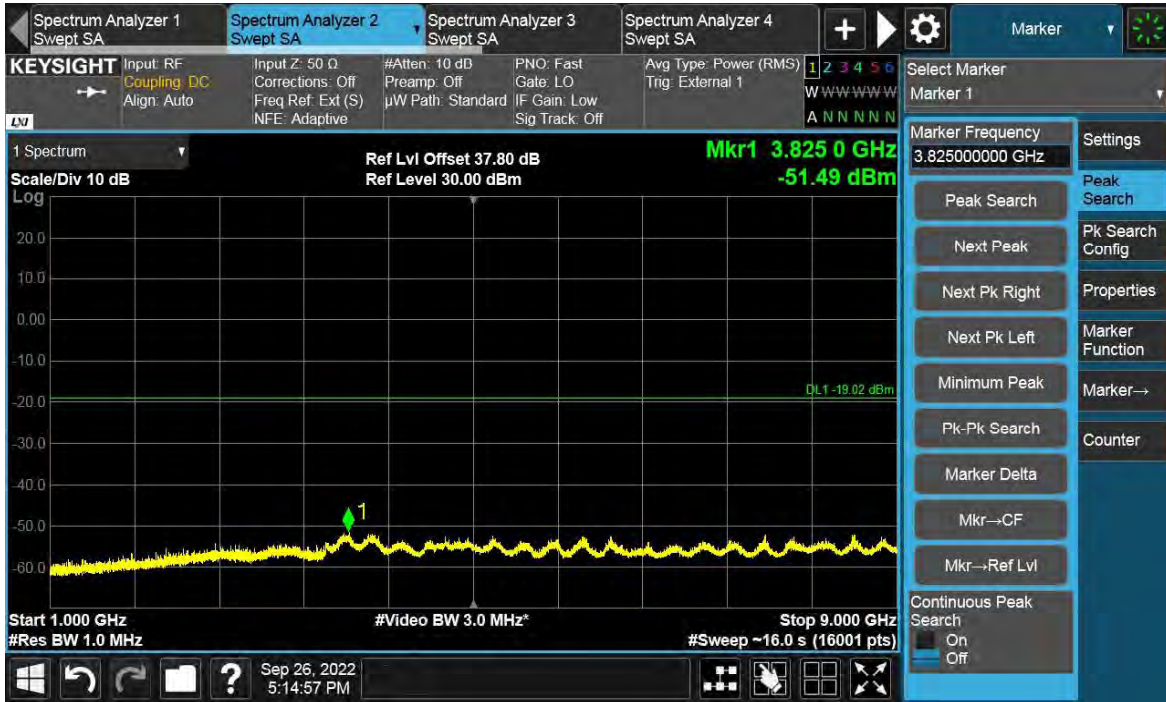 Spectrum Analyzer 1
Swept SA
Spectrum Analyzer 2
Swept SA
Spectrum Analyzer 3
Swept SA
Spectrum Analyzer 4
Swept SA
+
Marker
KEYSIGHT
LXI
Input: RF
Coupling: DC
Align: Auto
Input Z: 50 Ω
Corrections: Off
Freq Ref: Ext (S)
NFE: Adaptive
#Atten: 10 dB
Preamp: Off
µW Path: Standard
PNO: Fast
Gate: LO
IF Gain: Low
Sig Track: Off
Avg Type: Power (RMS)
Trig: External 1
1 2 3 4 5 6
W W W W W W
A N N N N N
Select Marker
Marker 1
1 Spectrum
Scale/Div 10 dB
Log
Ref Lvl Offset 37.80 dB
Ref Level 30.00 dBm
Mkr1 3.825 0 GHz
-51.49 dBm
20.0
10.0
0.00
-10.0
-20.0
-30.0
-40.0
-50.0
-60.0
DL1 -19.02 dBm
1
Start 1.000 GHz
#Res BW 1.0 MHz
#Video BW 3.0 MHz*
Stop 9.000 GHz
#Sweep ~16.0 s (16001 pts)
Marker Frequency
3.825000000 GHz
Peak Search
Next Peak
Next Pk Right
Next Pk Left
Minimum Peak
Pk-Pk Search
Marker Delta
Mkr→CF
Mkr→Ref Lvl
Continuous Peak
Search
On
Off
Settings
Peak
Search
Pk Search
Config
Properties
Marker
Function
Marker→
Counter
?
Sep 26, 2022
5:14:57 PM